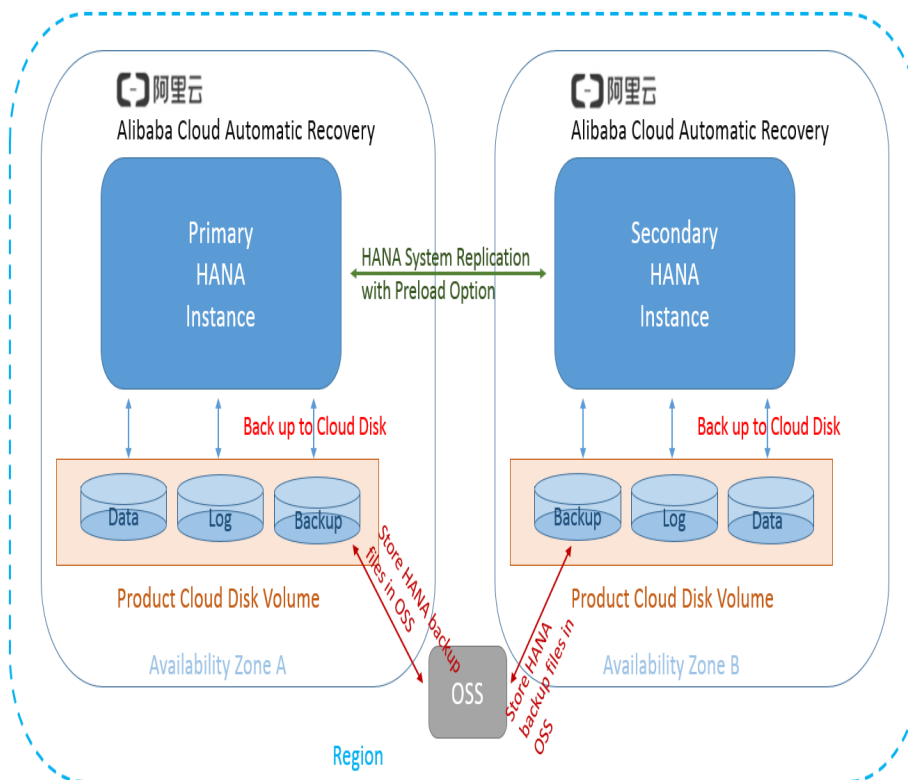 阿里云
Alibaba Cloud Automatic Recovery
Primary
HANA
Instance
阿里云
Alibaba Cloud Automatic Recovery
Secondary
HANA
Instance
HANA System Replication
with Preload Option
Back up to Cloud Disk
Data
Log
Backup
Product Cloud Disk Volume
Availability Zone A
Back up to Cloud Disk
Backup
Log
Data
Product Cloud Disk Volume
Availability Zone B
Store HANA backup
files in OSS
OSS
Store HANA
backup files in
OSS
Region